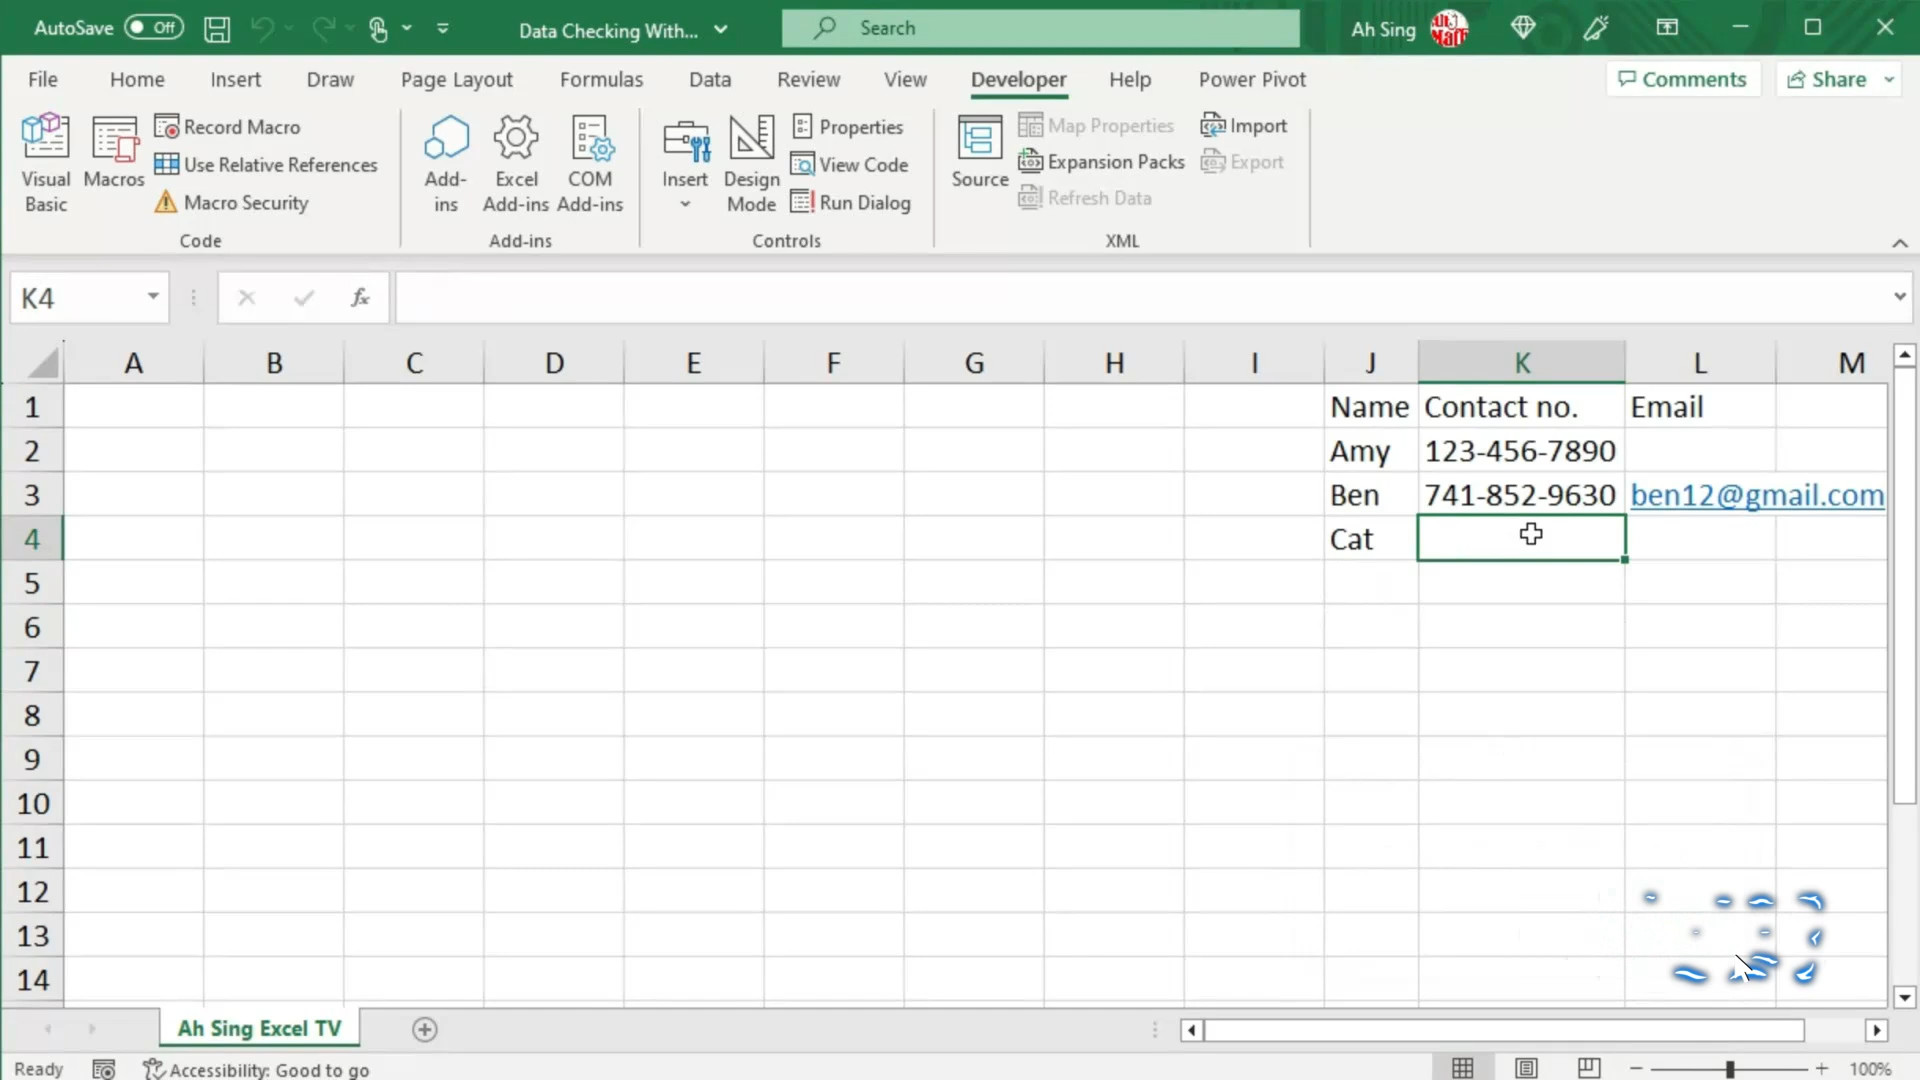 AutoSave Off Data Checking With... Search Ah Sing
File Home Insert Draw Page Layout Formulas Data Review View Developer Help Power Pivot Comments Share
Visual Basic
Macros
Record Macro
Use Relative References
Macro Security
Code
Add-ins
Excel Add-ins
COM Add-ins
Add-ins
Insert
Design Mode
Properties
View Code
Run Dialog
Controls
Source
Map Properties
Expansion Packs
Refresh Data
Import
Export
XML
K4
fx
A B C D E F G H I J K L M
1 Name Contact no. Email
2 Amy 123-456-7890
3 Ben 741-852-9630 ben12@gmail.com
4 Cat
5
6
7
8
9
10
11
12
13
14
Ah Sing Excel TV
Ready Accessibility: Good to go 100%